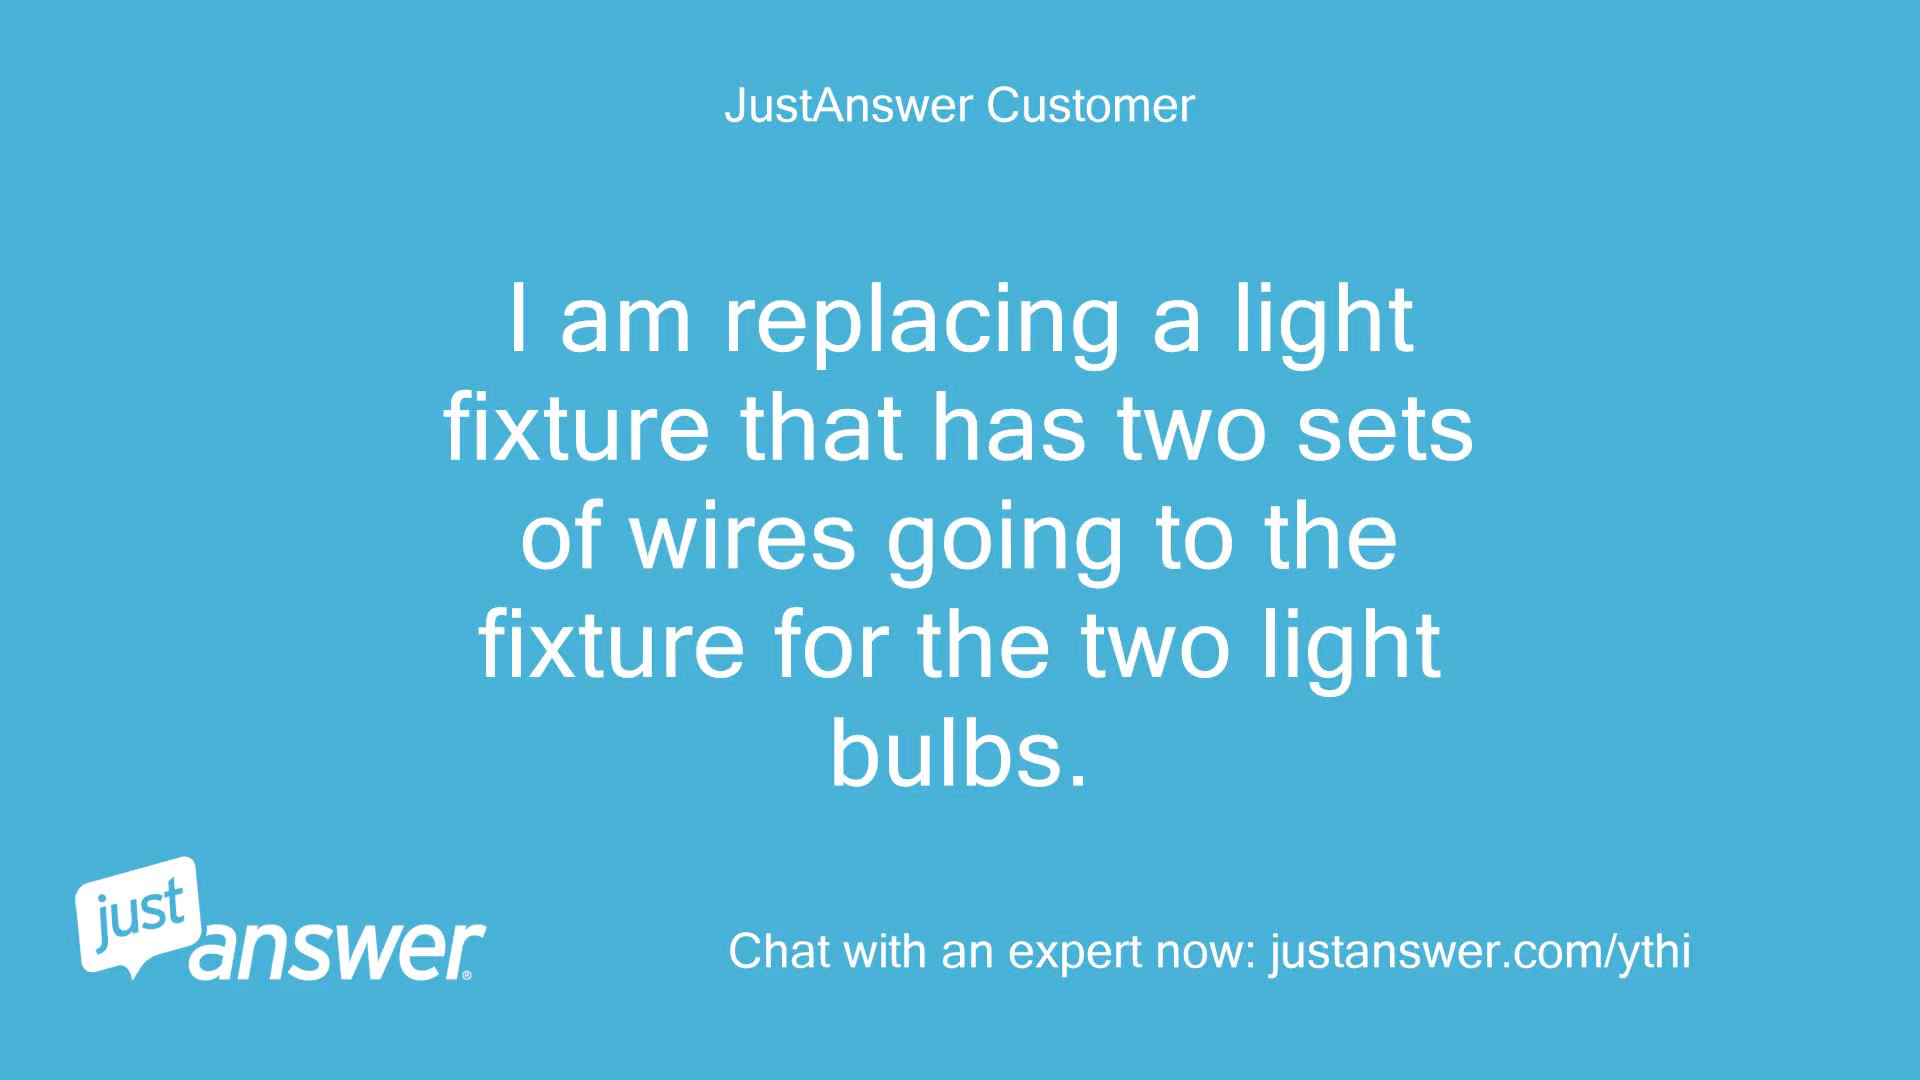 JustAnswer Customer
I am replacing a light
fixture that has two sets
of wires going to the
fixture for the two light
bulbs.
just
answer®
Chat with an expert now: justanswer.com/ythi